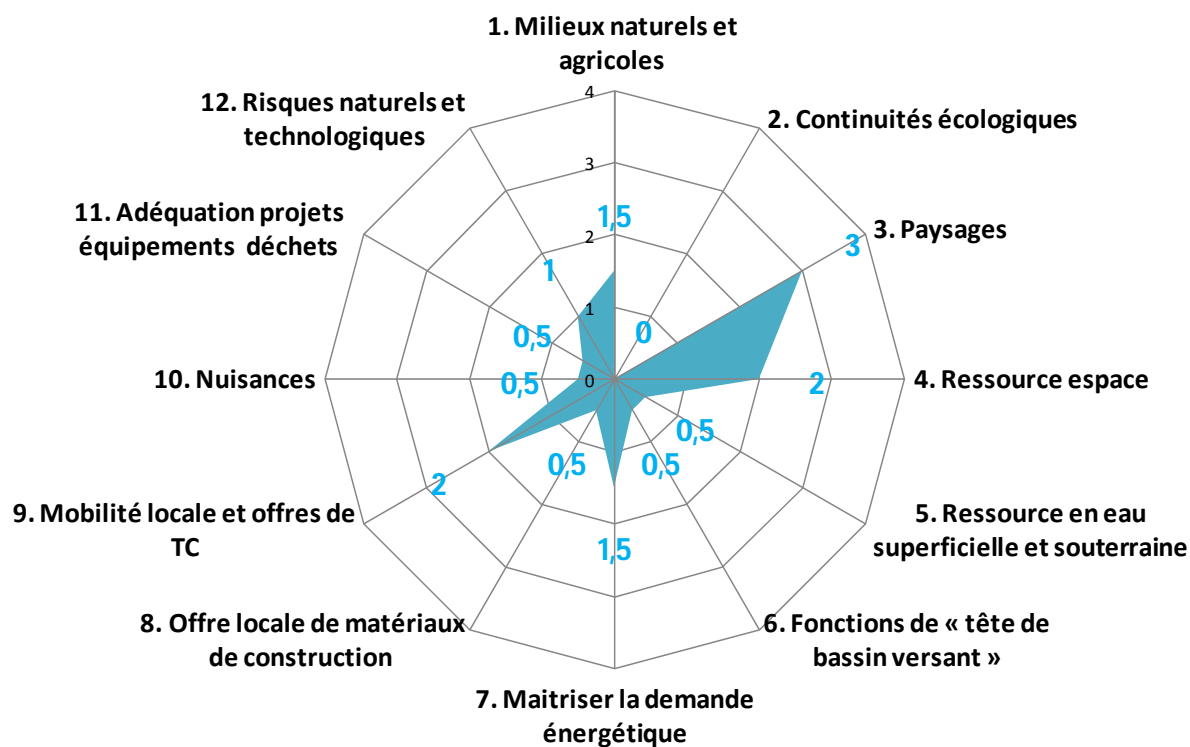 1. Milieux naturels et
agricoles
2. Continuités écologiques
3. Paysages
4. Ressource espace
5. Ressource en eau
superficielle et souterraine
6. Fonctions de « tête de
bassin versant »
7. Maitriser la demande
énergétique
8. Offre locale de matériaux
de construction
9. Mobilité locale et offres de
TC
10. Nuisances
11. Adéquation projets
équipements déchets
12. Risques naturels et
technologiques
4
3
2
1
0
1,5
0
3
2
0,5
0,5
1,5
0,5
2
0,5
0,5
1